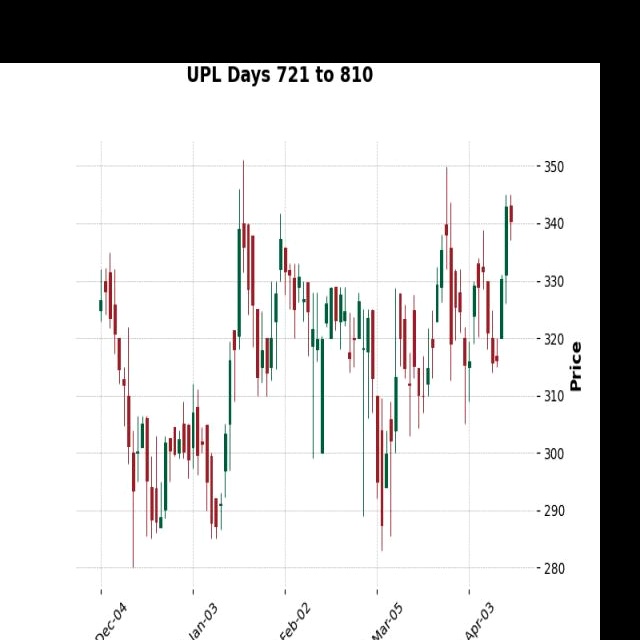 UPL Days 721 to 810
350
340
330
320
310
300
290
280
Price
Dec-04
Jan-03
Feb-02
Mar-05
Apr-03